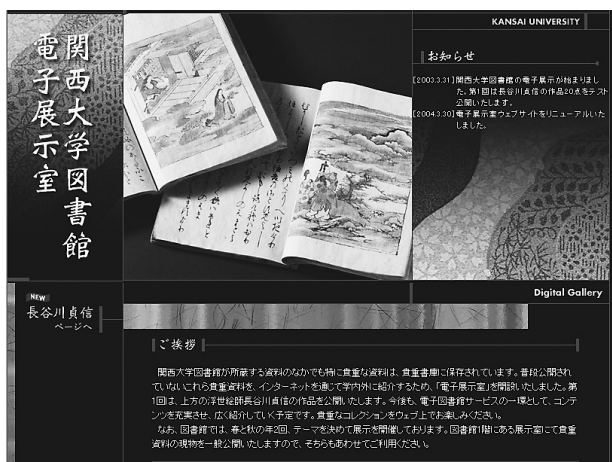 関西大学図書館
電子展示室
KANSAI UNIVERSITY
お知らせ
[2003.3.31]関西大学図書館の電子展示が始まりまし
た。第1回は長谷川貞信の作品20点をテスト
公開いたします。
[2004.3.30]電子展示室ウェブサイトをリニューアルいた
しました。
Digital Gallery
NEW
長谷川貞信
ページへ
ご挨拶
関西大学図書館が所蔵する資料のなかでも特に貴重な資料は、貴重書庫に保存されています。普段公開され
ていないこれら貴重資料を、インターネットを通じて学内外に紹介するため、「電子展示室」を開設いたしました。第
1回は、上方の浮世絵師長谷川貞信の作品を公開いたします。今後も、電子図書館サービスの一環として、コンテン
ツを充実させ、広く紹介していく予定です。貴重なコレクションをウェブ上でお楽しみください。
なお、図書館では、春と秋の年2回、テーマを決めて展示を開催しております。図書館1階にある展示室にて貴重
資料の現物を一般公開いたしますので、そちらもあわせてご利用ください。